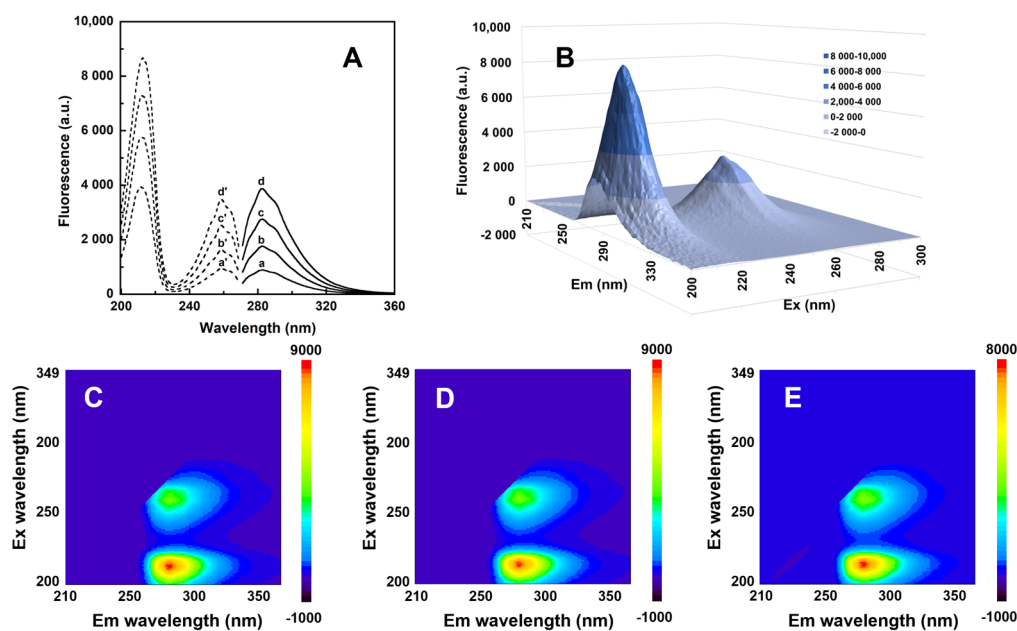 A
10,000
8 000
6 000
4 000
2 000
0
Fluorescence (a.u.)
200
240
280
320
360
Wavelength (nm)
d'
c'
b'
a'
d
c
b
a
B
10,000
8 000
6 000
4 000
2 000
0
-2 000
Fluorescence (a.u.)
8 000-10,000
6 000-8 000
4 000-6 000
2,000-4 000
0-2 000
-2 000-0
210
250
290
330
Em (nm)
200
220
240
260
280
300
Ex (nm)
C
349
200
250
200
Ex wavelength (nm)
210
250
300
350
Em wavelength (nm)
9000
-1000
D
349
200
250
200
Ex wavelength (nm)
210
250
300
350
Em wavelength (nm)
9000
-1000
E
349
200
250
200
Ex wavelength (nm)
210
250
300
350
Em wavelength (nm)
8000
-1000